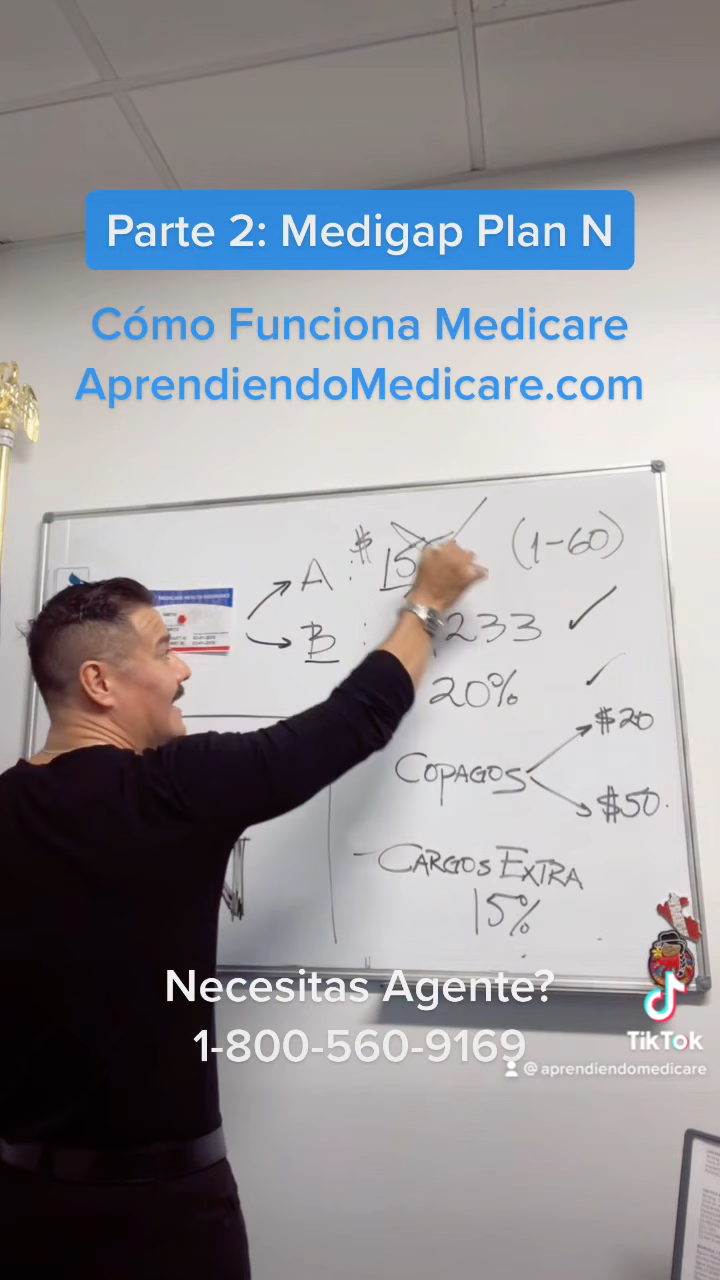 Parte 2: Medigap Plan N
Cómo Funciona Medicare
AprendiendoMedicare.com
$ (1-60)
A : 15
B : 233 ✓
20% ✓
COPAGOS $20
$50.
- CARGOS EXTRA
15%
Necesitas Agente?
1-800-560-9169
TikTok
@aprendiendomedicare